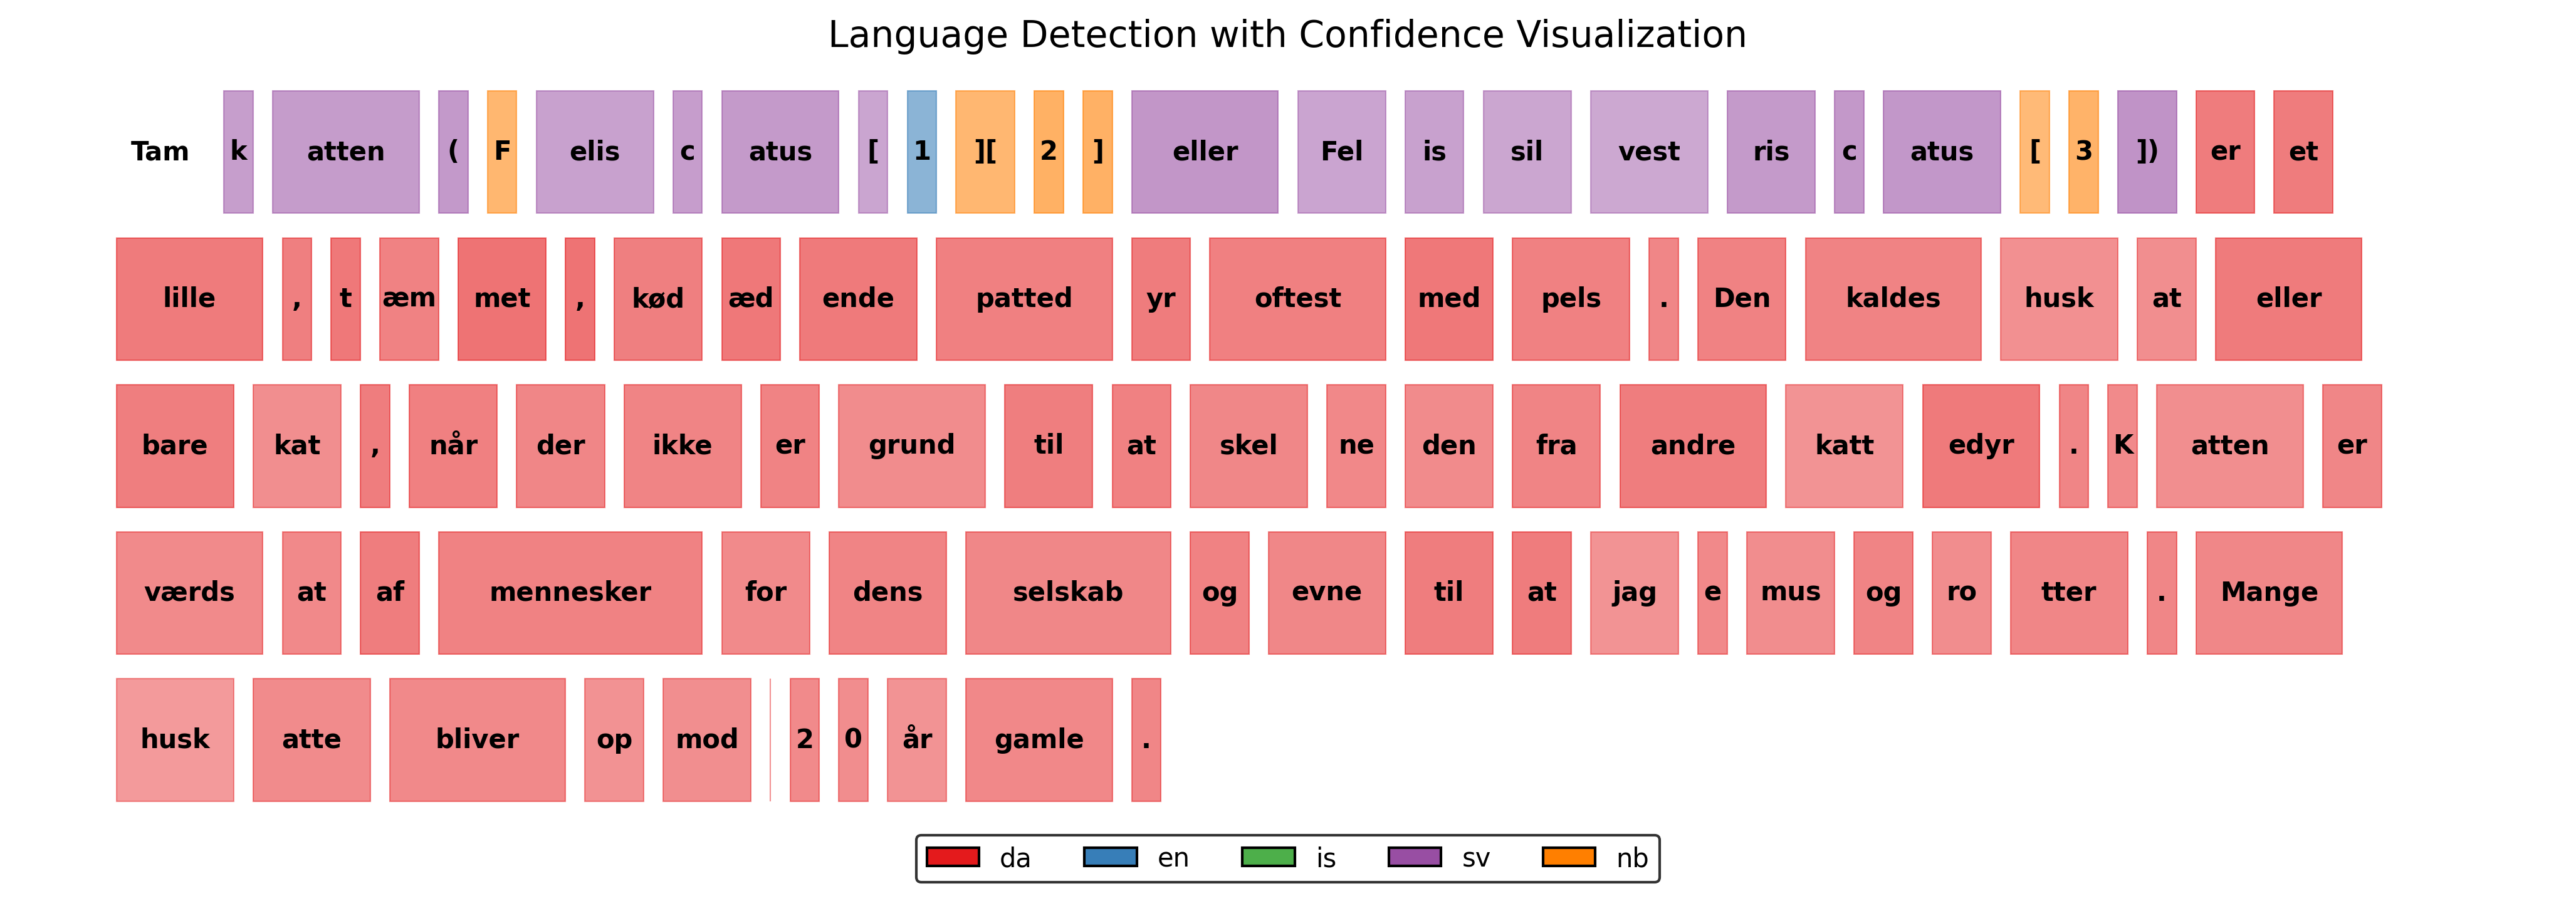 Language Detection with Confidence Visualization
Tam k atten ( F elis c atus [ 1 ][ 2 ] eller Fel is sil vest ris c atus [ 3 ]) er et
lille , t æm met , kød æd ende patted yr oftest med pels . Den kaldes husk at eller
bare kat , når der ikke er grund til at skel ne den fra andre katt edyr . K atten er
værds at af mennesker for dens selskab og evne til at jag e mus og ro tter . Mange
husk atte bliver op mod 2 0 år gamle .
da en is sv nb